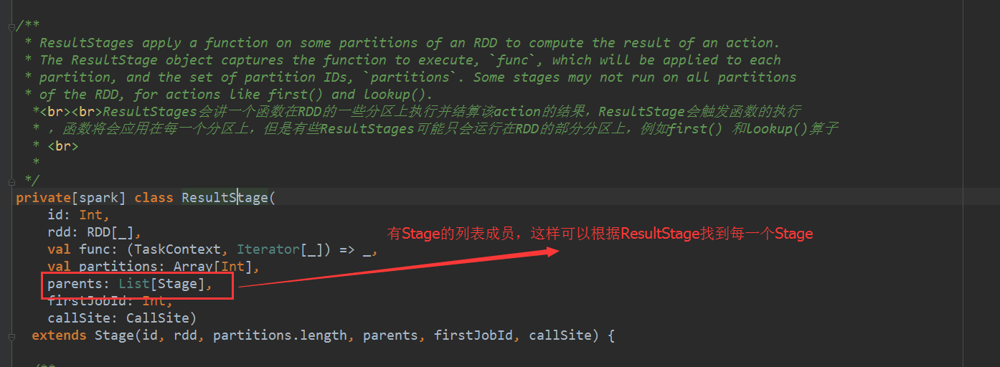 /**
* ResultStages apply a function on some partitions of an RDD to compute the result of an action.
* The ResultStage object captures the function to execute, `func`, which will be applied to each
* partition, and the set of partition IDs, `partitions`. Some stages may not run on all partitions
* of the RDD, for actions like first() and lookup().
*<br><br>ResultStages会讲一个函数在RDD的一些分区上执行并结算该action的结果，ResultStage会触发函数的执行
* ，函数将会应用在每一个分区上，但是有些ResultStages可能只会运行在RDD的部分分区上，例如first() 和lookup()算子
* <br>
*
*/
private[spark] class ResultStage(
id: Int,
rdd: RDD[_],
有Stage的列表成员，这样可以根据ResultStage找到每一个Stage
val func: (TaskContext, Iterator[_]) => _,
val partitions: Array[Int],
parents: List[Stage],
firstJobId: Int,
callSite: CallSite)
extends Stage(id, rdd, partitions.length, parents, firstJobId, callSite) {
/**